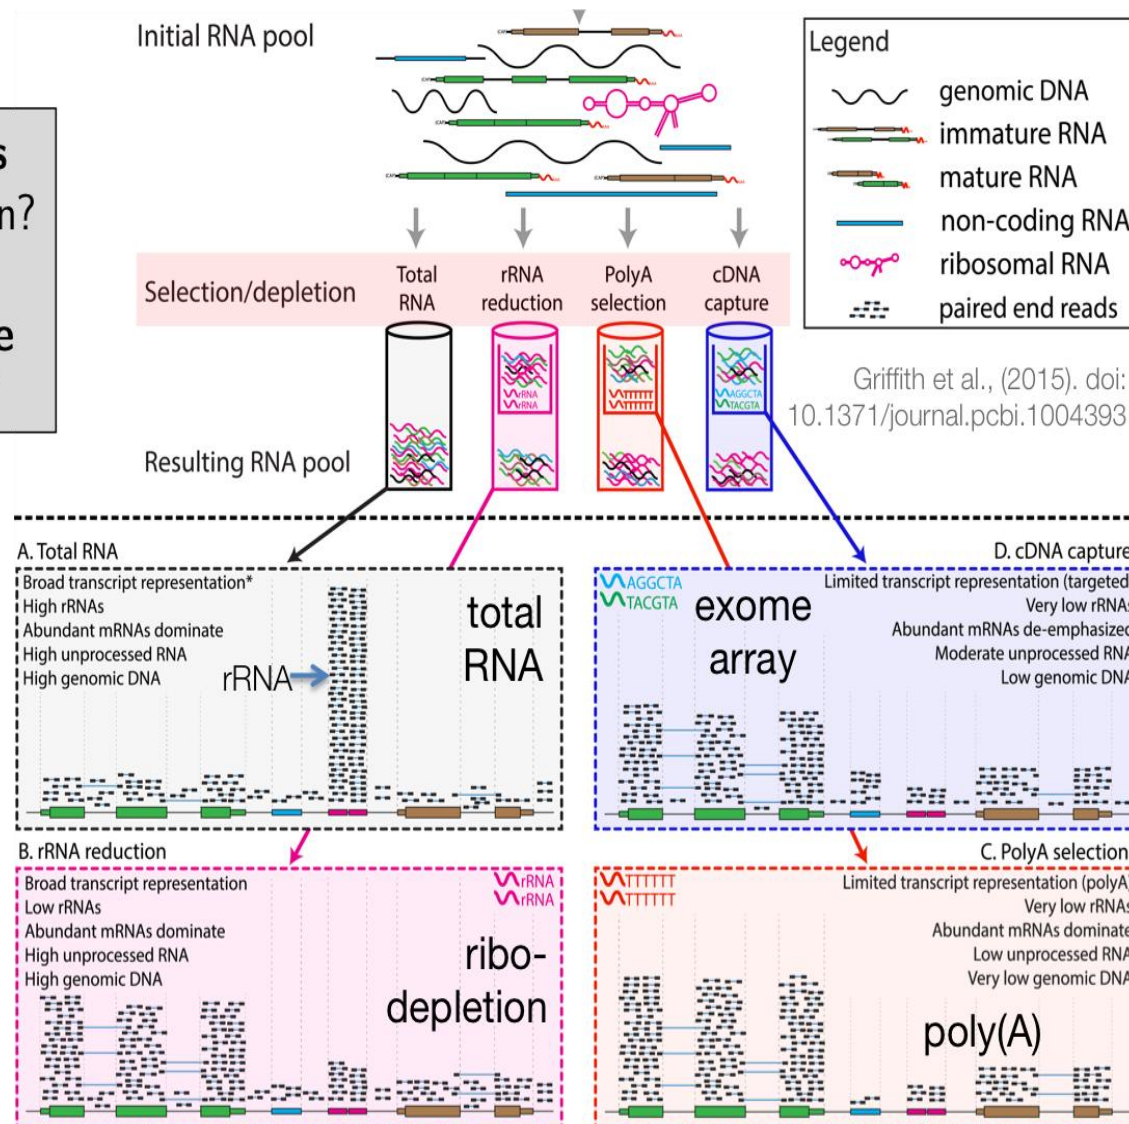 Initial RNA pool
Legend
genomic DNA
immature RNA
mature RNA
non-coding RNA
ribosomal RNA
paired end reads
s
n?
e
Selection/depletion
Total
RNA
rRNA
reduction
PolyA
selection
cDNA
capture
rRNA
rRNA
TTTTTT
TTTTTT
AGGCTA
TACGTA
Griffith et al., (2015). doi:
10.1371/journal.pcbi.1004393
Resulting RNA pool
A. Total RNA
Broad transcript representation*
High rRNAs
Abundant mRNAs dominate
High unprocessed RNA
High genomic DNA
rRNA
total
RNA
D. cDNA capture
AGGCTA
TACGTA
exome
array
Limited transcript representation (targeted
Very low rRNAs
Abundant mRNAs de-emphasized
Moderate unprocessed RNA
Low genomic DNA
B. rRNA reduction
Broad transcript representation
Low rRNAs
Abundant mRNAs dominate
High unprocessed RNA
High genomic DNA
rRNA
rRNA
ribo-
depletion
C. PolyA selection
TTTTTT
TTTTTT
Limited transcript representation (polyA)
Very low rRNAs
Abundant mRNAs dominate
Low unprocessed RNA
Very low genomic DNA
poly(A)